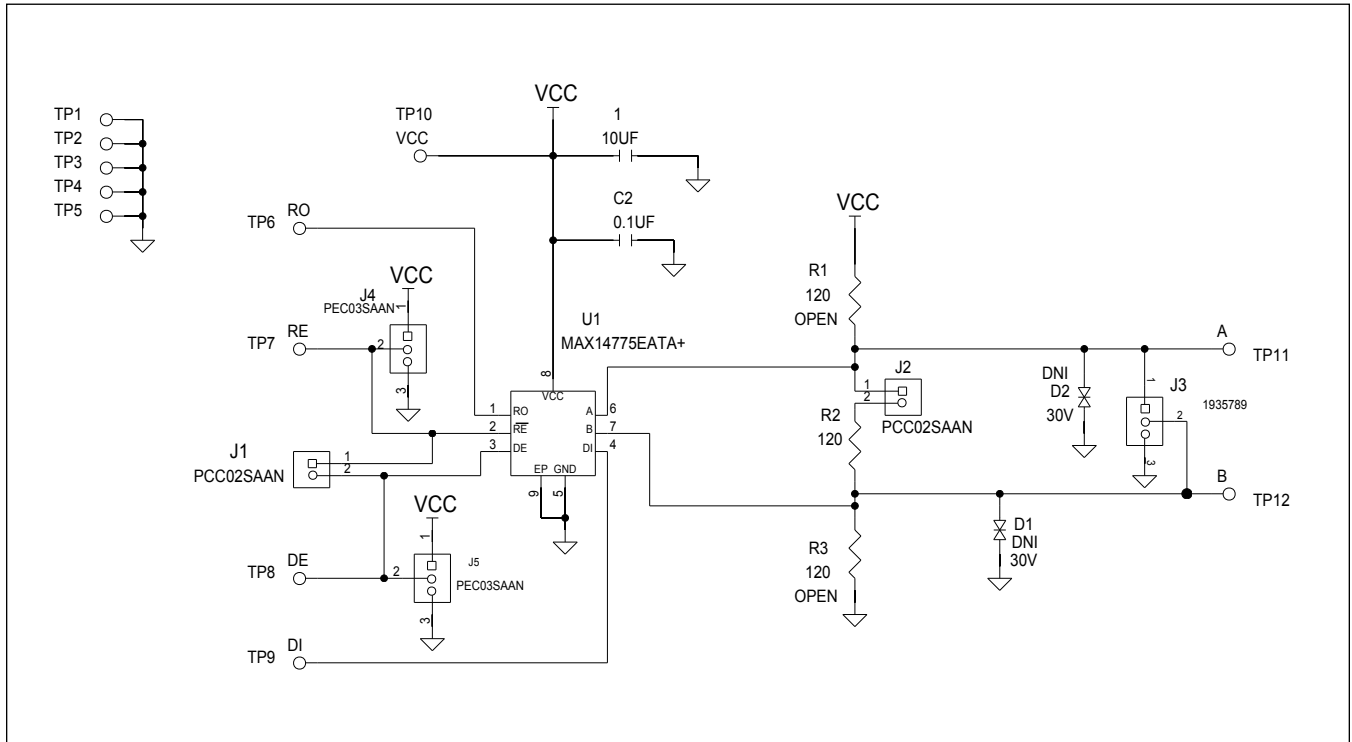 TP1
TP2
TP3
TP4
TP5
TP10
VCC
VCC
1
10UF
C2
0.1UF
TP6
RO
VCC
J4
PEC03SAAN
1
2
3
TP7
RE
U1
MAX14775EATA+
8
VCC
1
RO
2
RE
3
DE
A
6
B
7
DI
4
EP
GND
9
5
J1
PCC02SAAN
1
2
VCC
1
2
3
J5
PEC03SAAN
TP8
DE
TP9
DI
VCC
R1
120
OPEN
J2
1
2
PCC02SAAN
R2
120
R3
120
OPEN
DNI
D2
30V
D1
DNI
30V
1
J3
2
3
1935789
A
TP11
B
TP12